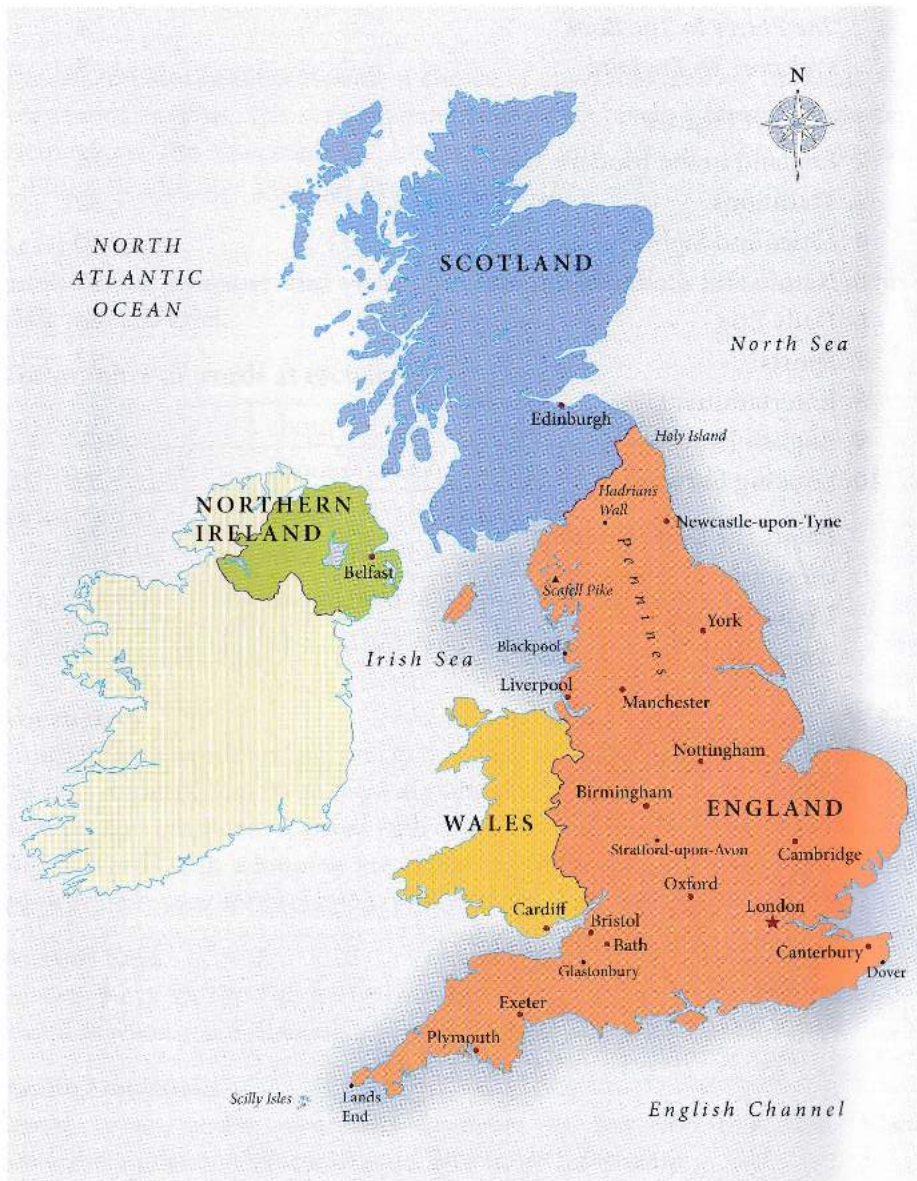 N
NORTH
ATLANTIC
OCEAN
SCOTLAND
North Sea
Edinburgh
Holy Island
Hadrian's
Wall
Newcastle-upon-Tyne
NORTHERN
IRELAND
Belfast
Pennines
Scafell Pike
York
Irish Sea
Blackpool
Liverpool
Manchester
Nottingham
Birmingham
WALES
ENGLAND
Stratford-upon-Avon
Cambridge
Oxford
London
Cardiff
Bristol
Bath
Canterbury
Glastonbury
Dover
Exeter
Plymouth
Scilly Isles
Lands
End
English Channel